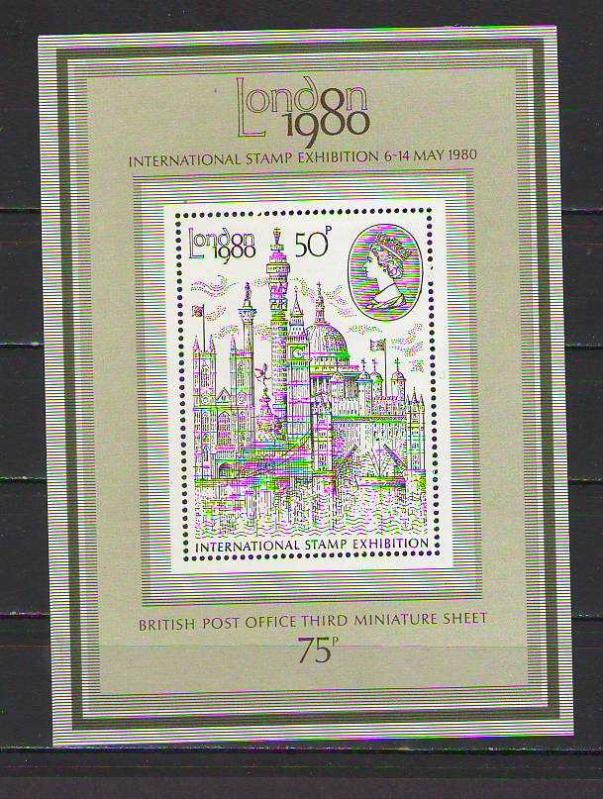 London
1980
INTERNATIONAL STAMP EXHIBITION 6-14 MAY 1980
London
1980
50P
INTERNATIONAL STAMP EXHIBITION
BRITISH POST OFFICE THIRD MINIATURE SHEET
75P